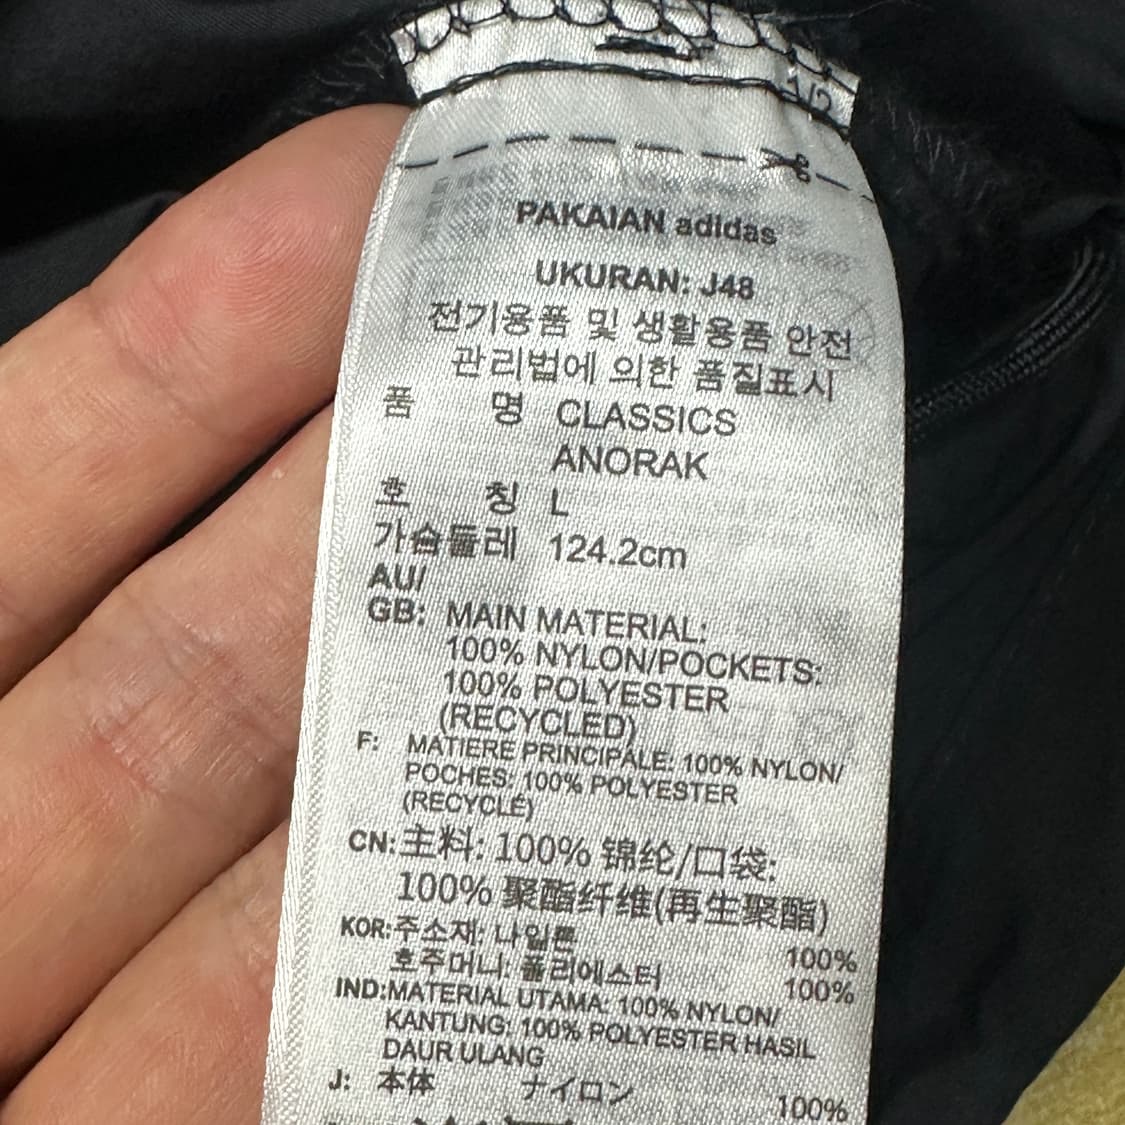 1/2
PAKAIAN adidas
UKURAN: J48
전기용품 및 생활용품 안전
관리법에 의한 품질표시
품 명 CLASSICS
ANORAK
호 칭 L
가슴둘레 124.2cm
AU/
GB: MAIN MATERIAL:
100% NYLON/POCKETS:
100% POLYESTER
(RECYCLED)
F: MATIERE PRINCIPALE: 100% NYLON/
POCHES: 100% POLYESTER
(RECYCLÉ)
CN: 主料: 100% 锦纶/口袋:
100% 聚酯纤维(再生聚酯)
KOR: 주소재: 나일론 100%
호주머니: 폴리에스터 100%
IND: MATERIAL UTAMA: 100% NYLON/
KANTUNG: 100% POLYESTER HASIL
DAUR ULANG
J: 本体 ナイロン 100%